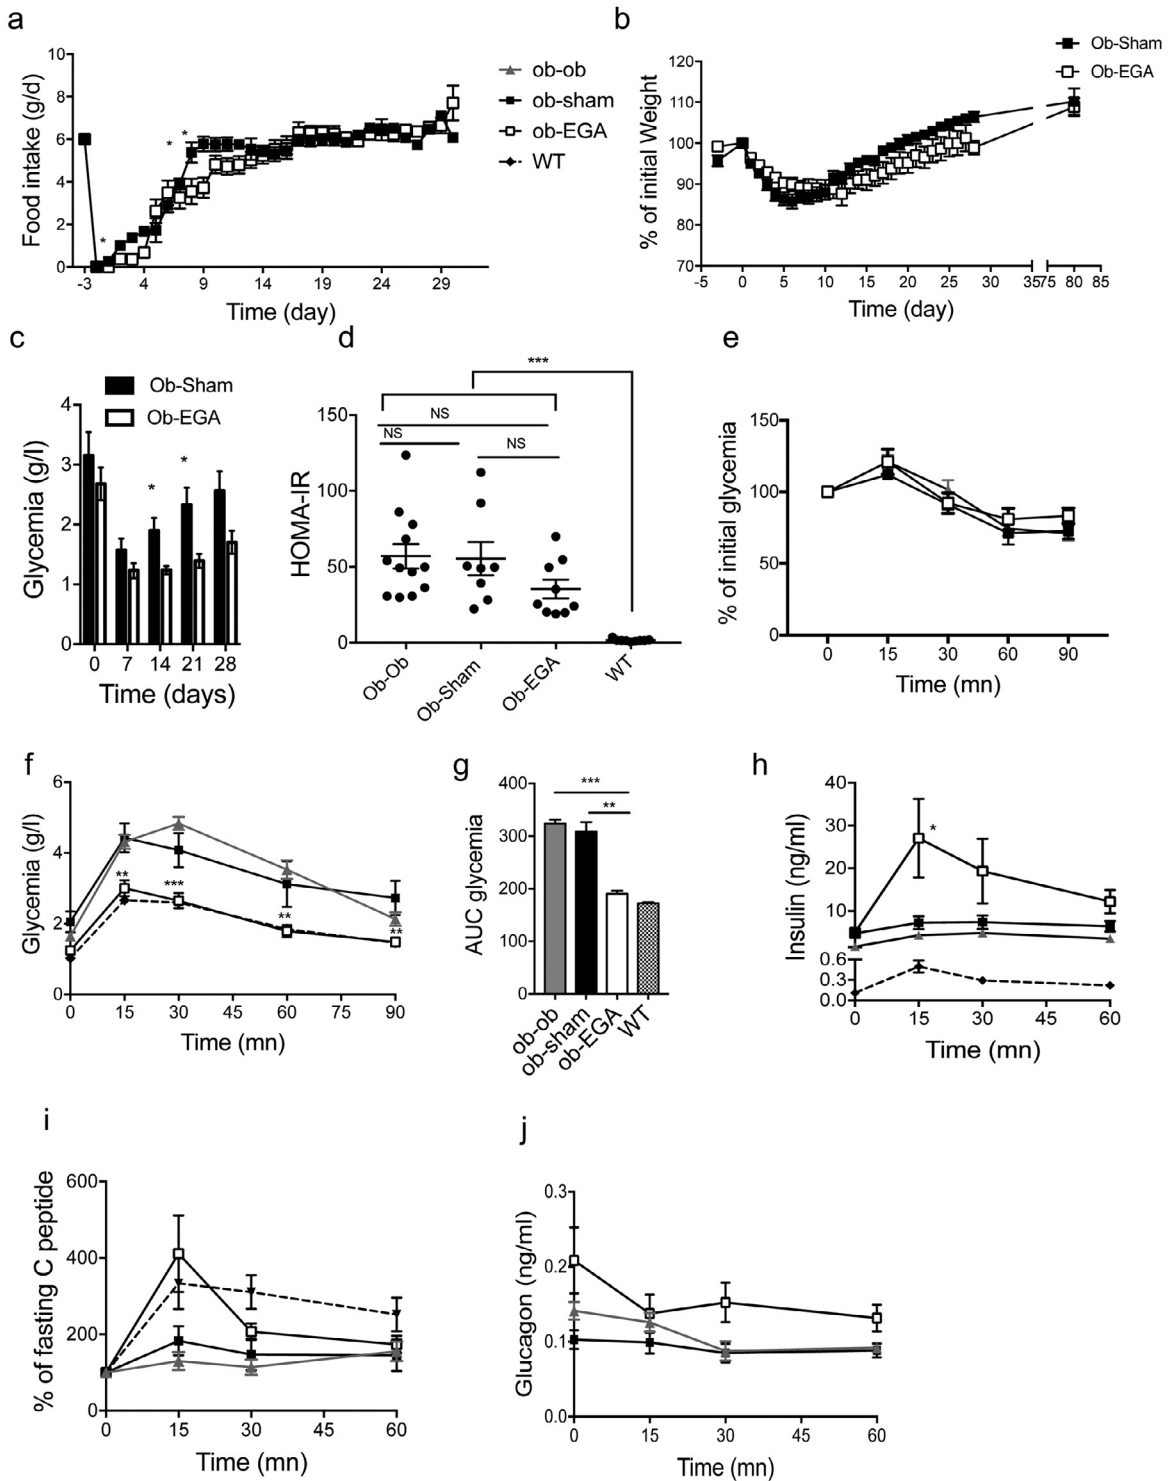 a
10
8
6
4
2
0
Food intake (g/d)
* * *
-3 4 9 14 19 24 29
Time (day)
ob-ob
ob-sham
ob-EGA
WT
b
120
110
100
90
80
70
% of initial Weight
-5 0 5 10 15 20 25 30 35 75 80 85
Time (day)
Ob-Sham
Ob-EGA
c
Ob-Sham
Ob-EGA
4
3
2
1
0
Glycemia (g/l)
* *
0 7 14 21 28
Time (days)
d
***
NS
NS
NS
150
100
50
0
HOMA-IR
Ob-Ob
Ob-Sham
Ob-EGA
WT
e
150
100
50
0
% of initial glycemia
0 15 30 60 90
Time (mn)
f
6
4
2
0
Glycemia (g/l)
** *** ** **
0 15 30 45 60 75 90
Time (mn)
g
400
300
200
100
0
AUC glycemia
***
**
ob-ob
ob-sham
ob-EGA
WT
h
40
30
20
10
0.6
0.3
0.0
Insulin (ng/ml)
*
0 15 30 45 60
Time (mn)
i
600
400
200
0
% of fasting C peptide
0 15 30 45 60
Time (mn)
j
0.3
0.2
0.1
0.0
Glucagon (ng/ml)
0 15 30 45 60
Time (mn)